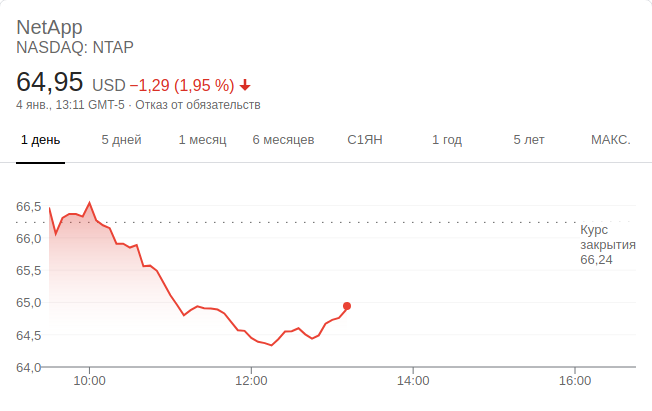 NetApp
NASDAQ: NTAP
64,95 USD −1,29 (1,95 %)
4 янв., 13:11 GMT-5 · Отказ от обязательств
1 день 5 дней 1 месяц 6 месяцев С1ЯН 1 год 5 лет МАКС.
66,5
66,0
65,5
65,0
64,5
64,0
Курс
закрытия
66,24
10:00 12:00 14:00 16:00